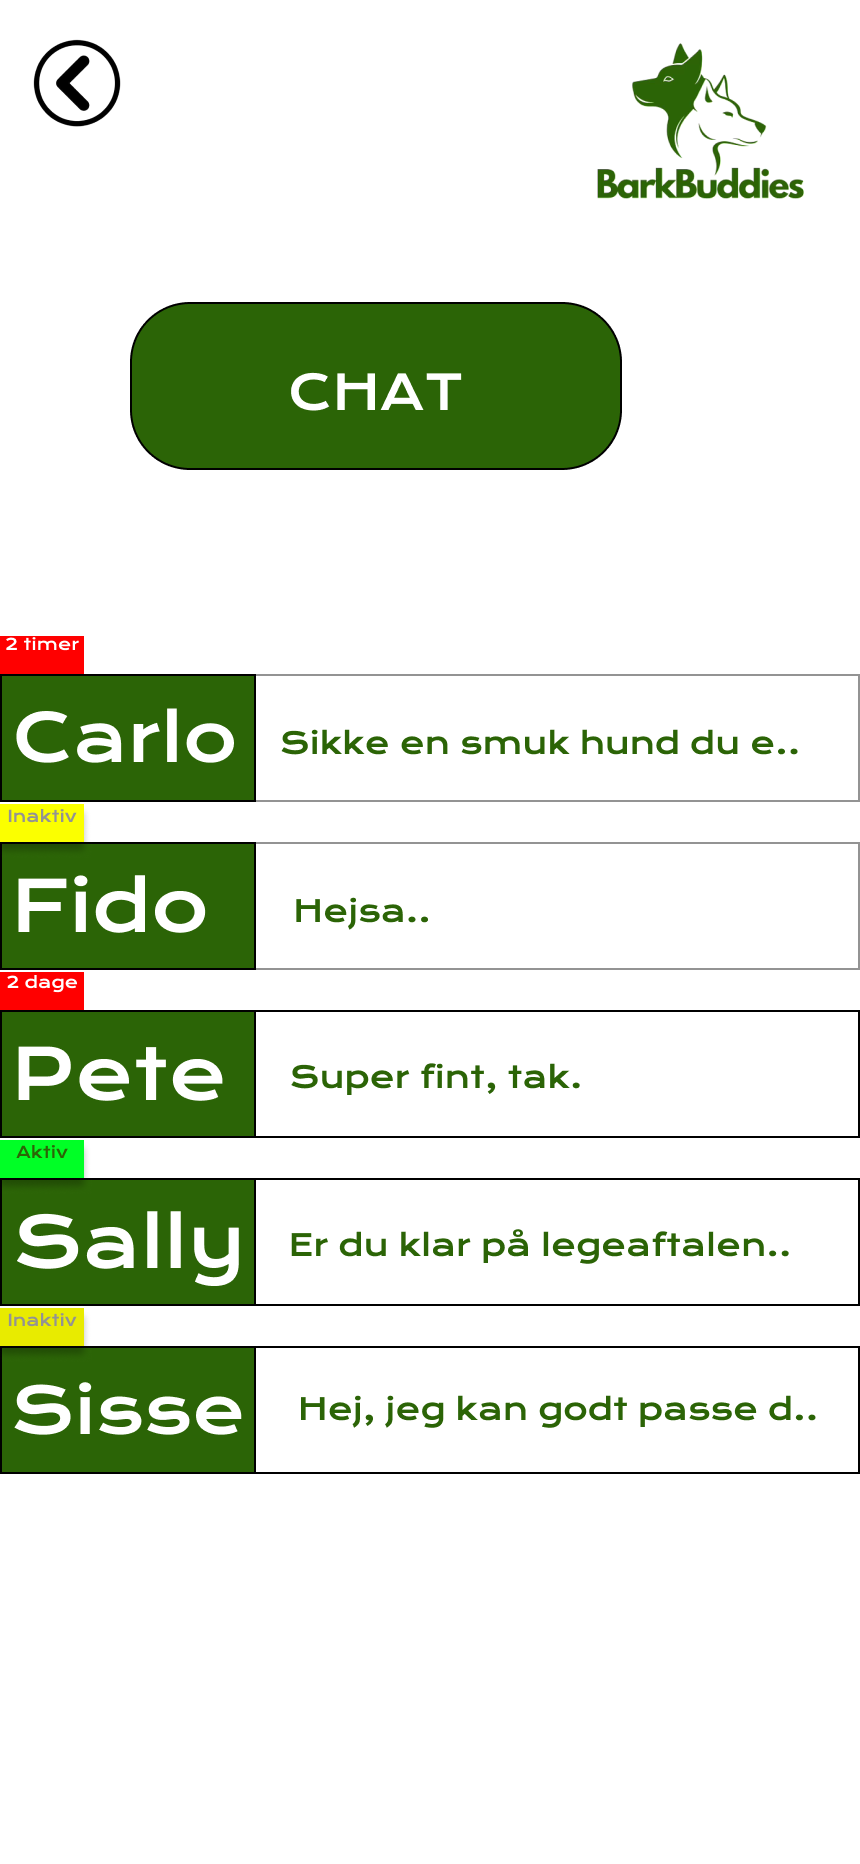 BarkBuddies
CHAT
2 timer
Carlo
Sikke en smuk hund du e..
Inaktiv
Fido
Hejsa..
2 dage
Pete
Super fint, tak.
Aktiv
Sally
Er du klar på legeaftalen..
Inaktiv
Sisse
Hej, jeg kan godt passe d..